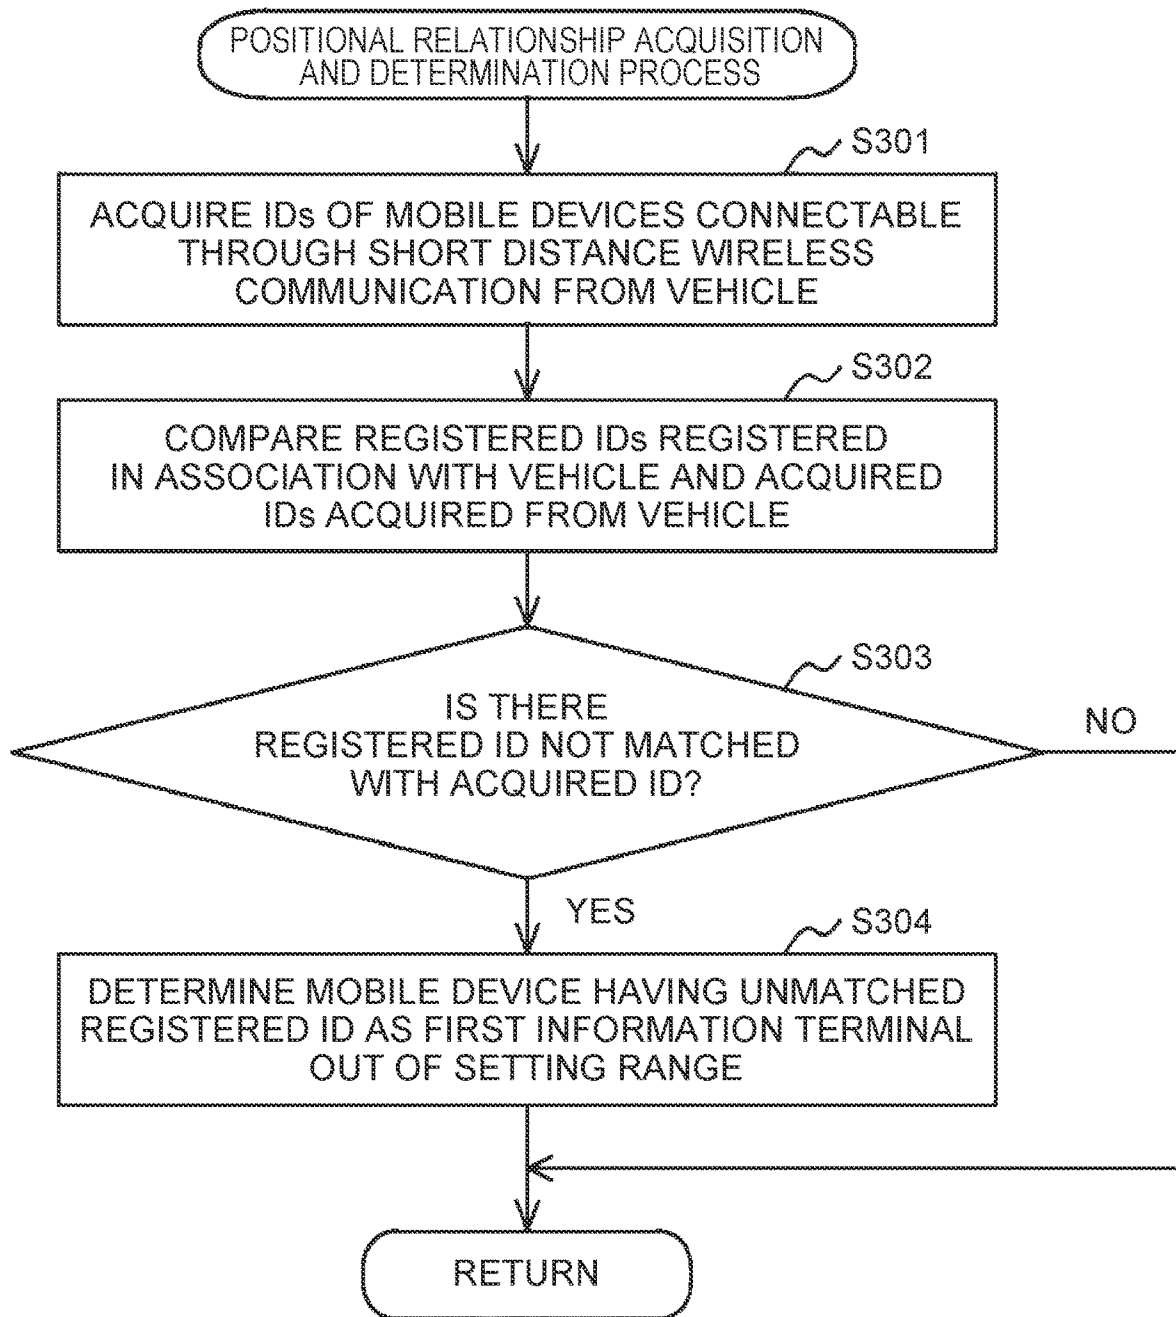 POSITIONAL RELATIONSHIP ACQUISITION
AND DETERMINATION PROCESS
S301
ACQUIRE IDs OF MOBILE DEVICES CONNECTABLE
THROUGH SHORT DISTANCE WIRELESS
COMMUNICATION FROM VEHICLE
S302
COMPARE REGISTERED IDs REGISTERED
IN ASSOCIATION WITH VEHICLE AND ACQUIRED
IDs ACQUIRED FROM VEHICLE
S303
IS THERE
REGISTERED ID NOT MATCHED
WITH ACQUIRED ID?
NO
YES
S304
DETERMINE MOBILE DEVICE HAVING UNMATCHED
REGISTERED ID AS FIRST INFORMATION TERMINAL
OUT OF SETTING RANGE
RETURN